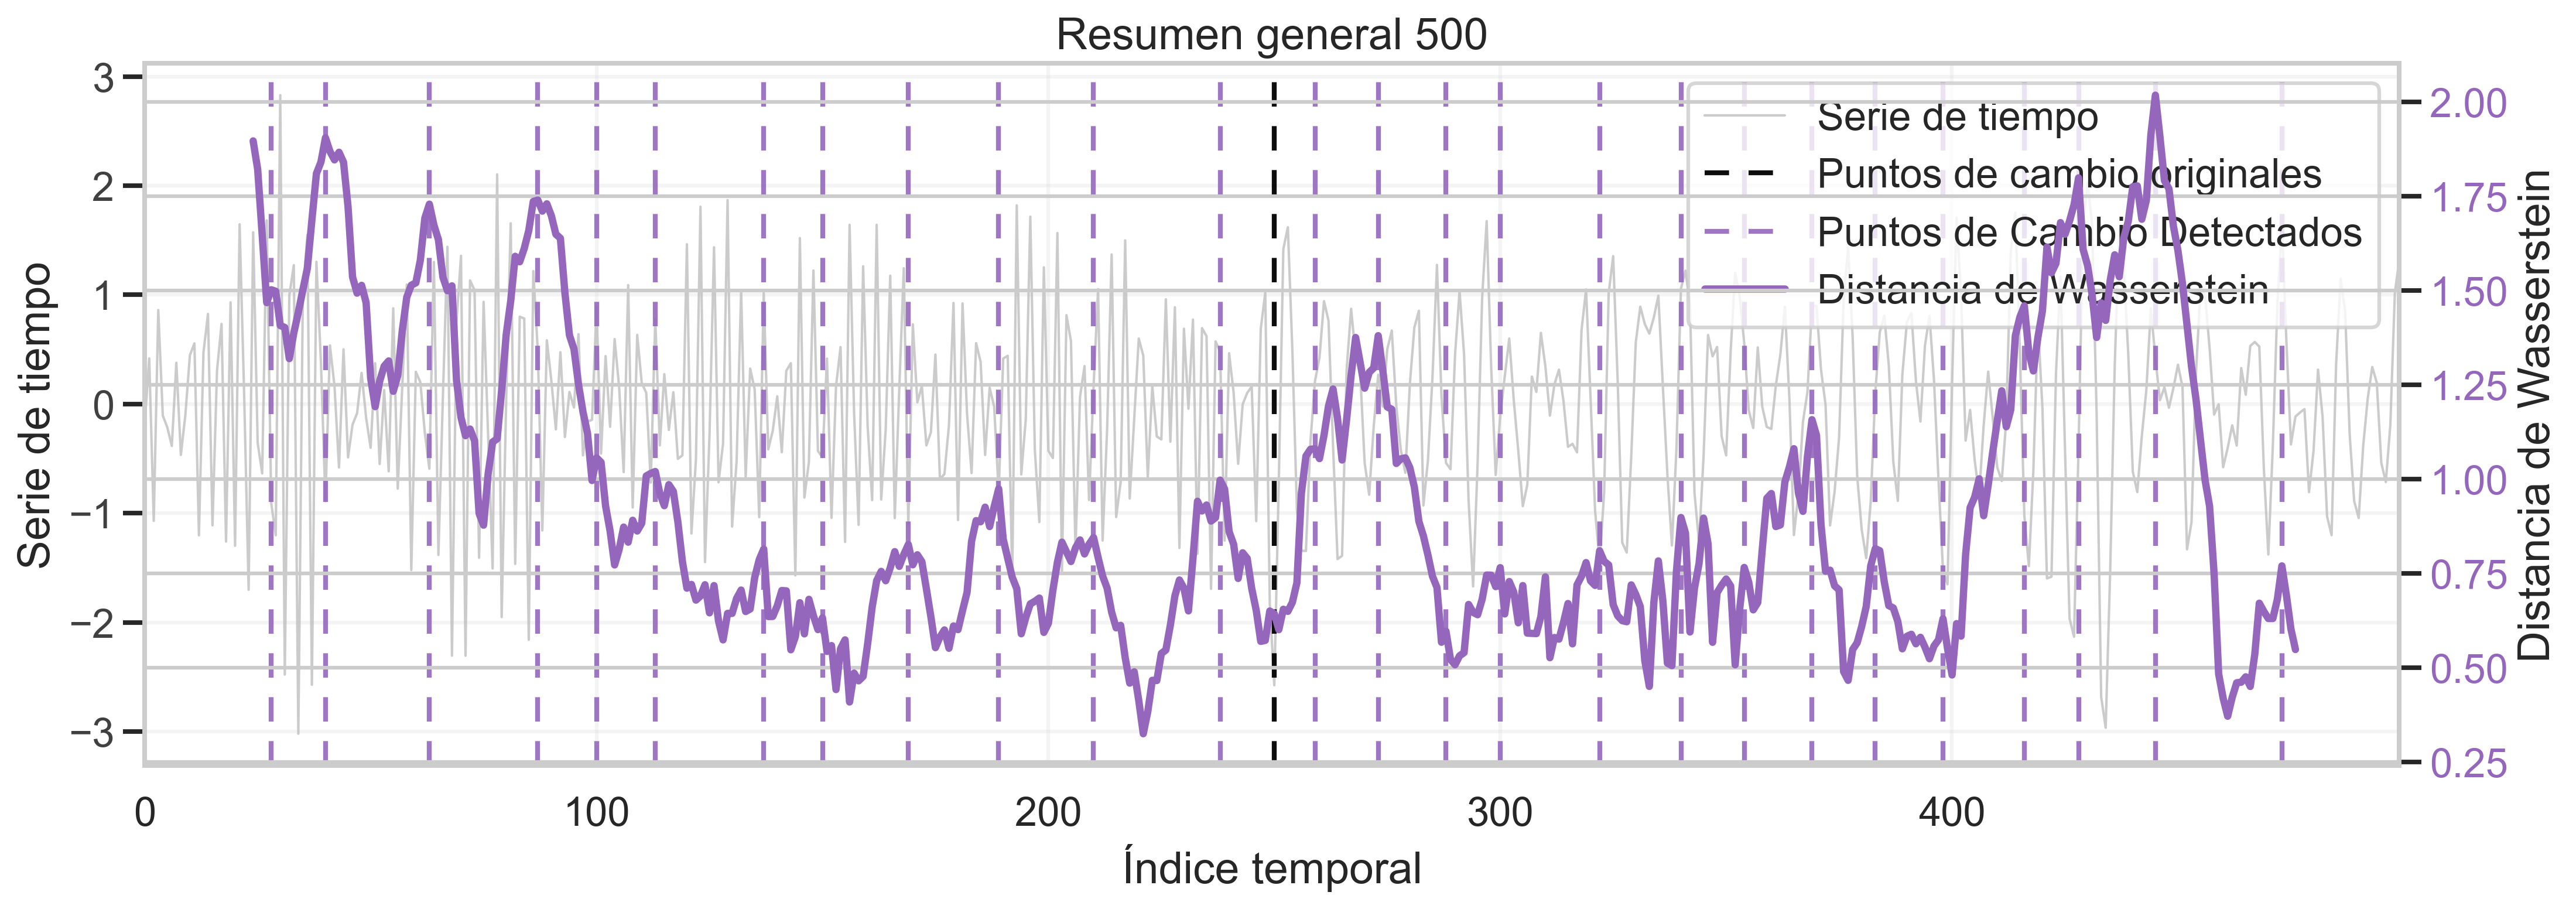 Resumen general 500
Serie de tiempo
3
2
1
0
−1
−2
−3
Serie de tiempo
Puntos de cambio originales
Puntos de Cambio Detectados
Distancia de Wasserstein
2.00
1.75
1.50
1.25
1.00
0.75
0.50
0.25
Distancia de Wasserstein
0 100 200 300 400
Índice temporal